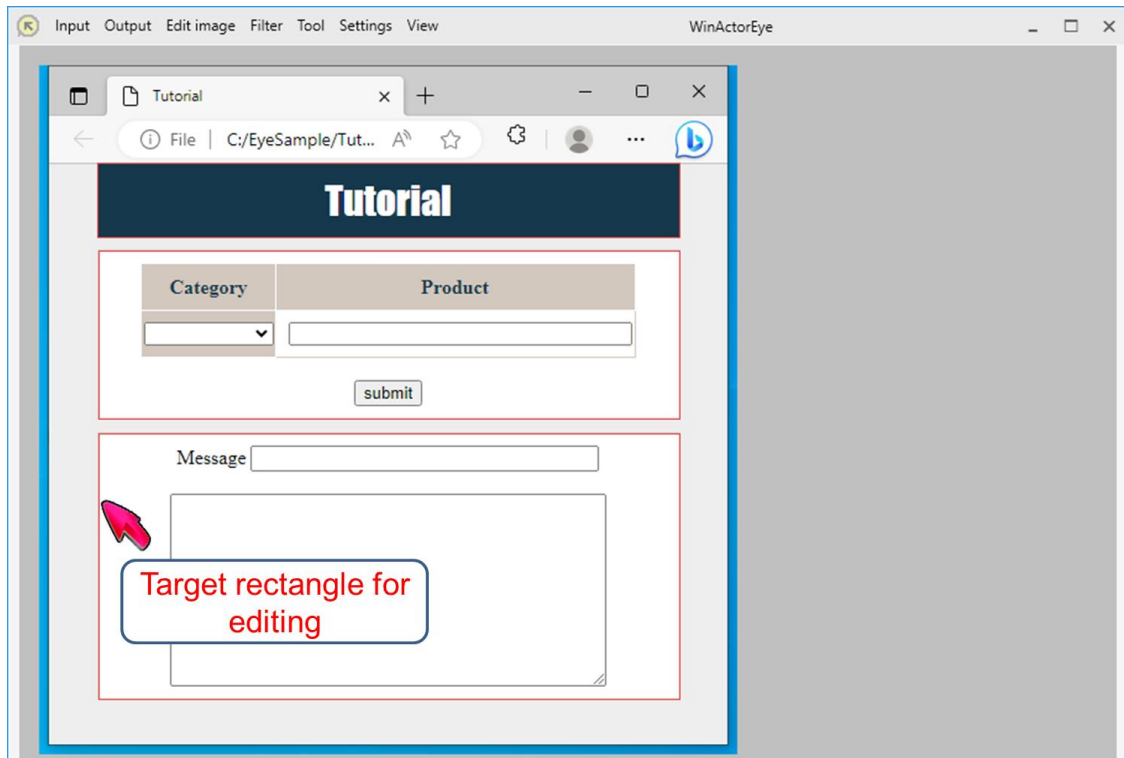 Input Output Edit image Filter Tool Settings View WinActorEye
Tutorial
File | C:/EyeSample/Tut...
Tutorial
Category Product
submit
Message
Target rectangle for
editing